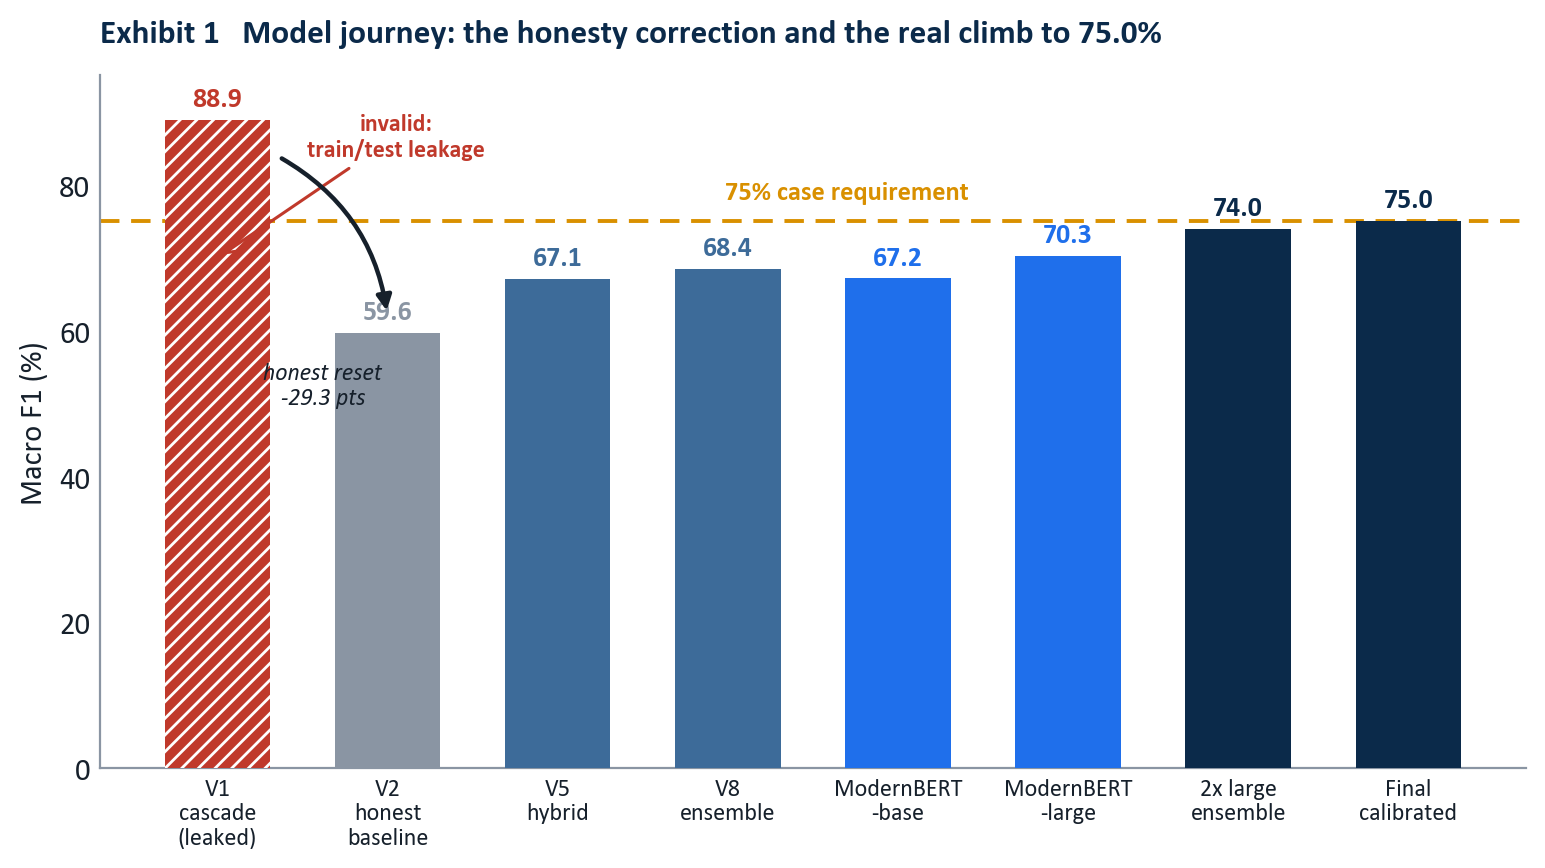 Exhibit 1   Model journey: the honesty correction and the real climb to 75.0%
88.9
invalid:
train/test leakage
75% case requirement
59.6
honest reset
-29.3 pts
67.1
68.4
67.2
70.3
74.0
75.0
Macro F1 (%)
80
60
40
20
0
V1
cascade
(leaked)
V2
honest
baseline
V5
hybrid
V8
ensemble
ModernBERT
-base
ModernBERT
-large
2x large
ensemble
Final
calibrated